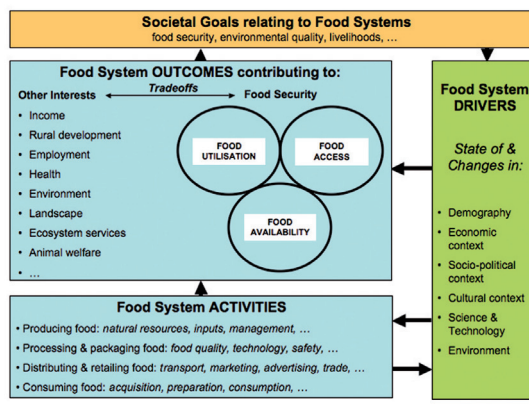 Societal Goals relating to Food Systems
food security, environmental quality, livelihoods, ...
Food System OUTCOMES contributing to:
Other Interests
Tradeoffs
Food Security
• Income
• Rural development
• Employment
• Health
• Environment
• Landscape
• Ecosystem services
• Animal welfare
• ...
FOOD
UTILISATION
FOOD
ACCESS
FOOD
AVAILABILITY
Food System
DRIVERS
State of &
Changes in:
• Demography
• Economic
context
• Socio-political
context
• Cultural context
• Science &
Technology
• Environment
Food System ACTIVITIES
• Producing food: natural resources, inputs, management, ...
• Processing & packaging food: food quality, technology, safety, ...
• Distributing & retailing food: transport, marketing, advertising, trade, ...
• Consuming food: acquisition, preparation, consumption, ...